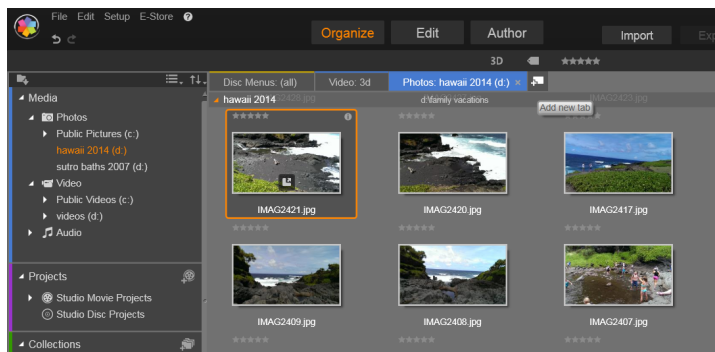 File Edit Setup E-Store ?
Organize Edit Author Import Exp
3D
Disc Menus: (all) Video: 3d Photos: hawaii 2014 (d:) ×
Media
hawaii 2014 d:\family vacations
Add new tab
Photos
Public Pictures (c:)
hawaii 2014 (d:)
sutro baths 2007 (d:)
Video
Public Videos (c:)
videos (d:)
Audio
IMAG2421.jpg IMAG2420.jpg IMAG2417.jpg
Projects
Studio Movie Projects
Studio Disc Projects
IMAG2409.jpg IMAG2408.jpg IMAG2407.jpg
Collections